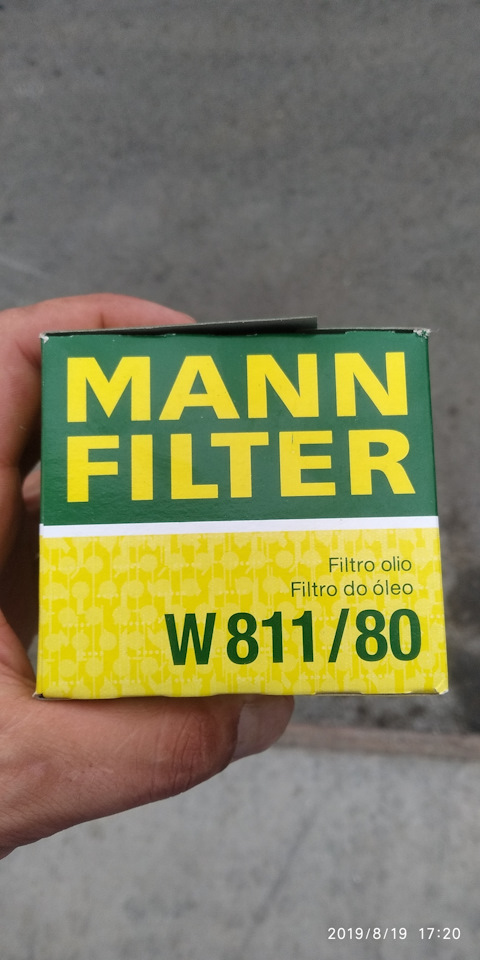 MANN
FILTER
Filtro olio
Filtro do óleo
W 811/80
2019/8/19 17:20